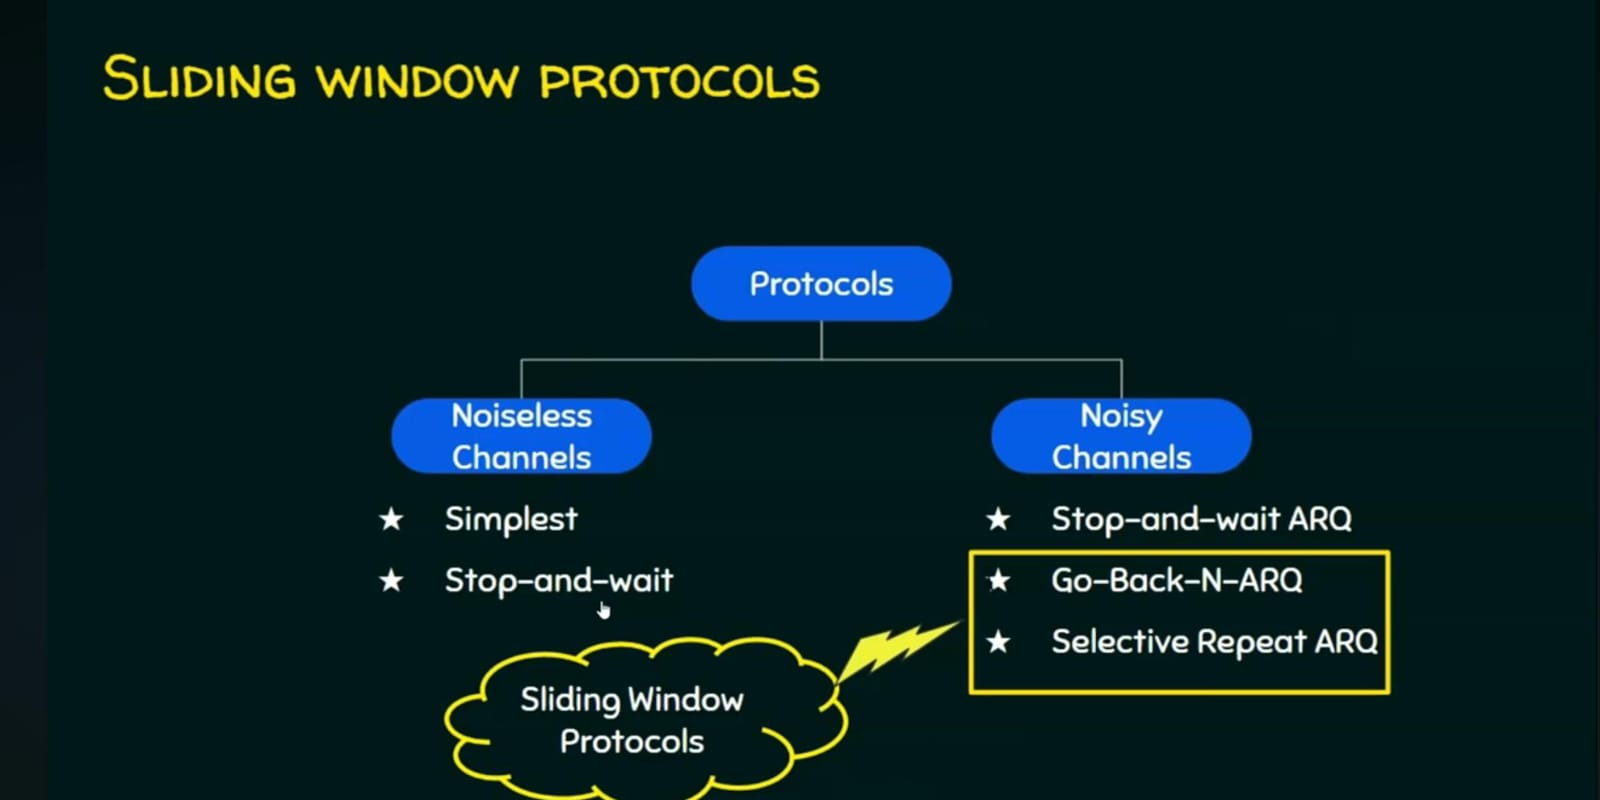 SLIDING WINDOW PROTOCOLS
Protocols
Noiseless
Channels
★ Simplest
★ Stop-and-wait
Noisy
Channels
★ Stop-and-wait ARQ
★ Go-Back-N-ARQ
★ Selective Repeat ARQ
Sliding Window
Protocols